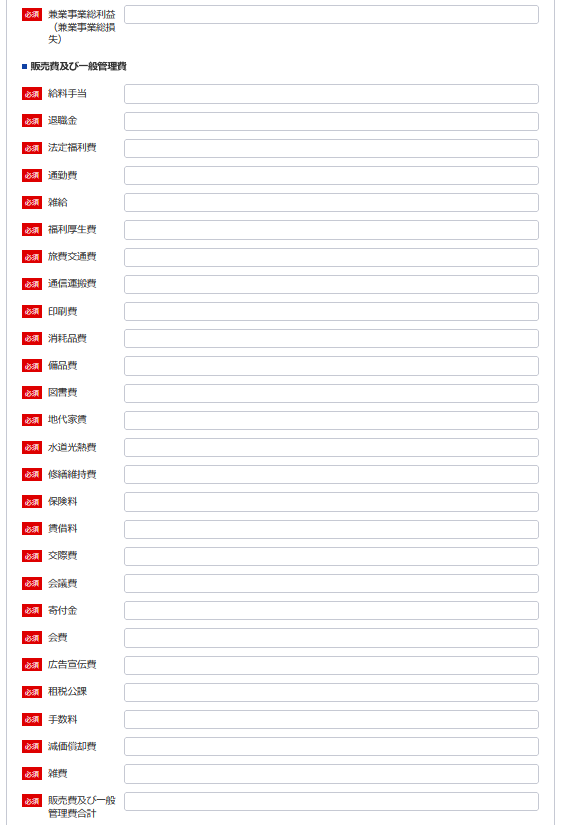 必須 兼業事業総利益
（兼業事業総損
失）
販売費及び一般管理費
必須 給料手当
必須 退職金
必須 法定福利費
必須 通勤費
必須 雑給
必須 福利厚生費
必須 旅費交通費
必須 通信運搬費
必須 印刷費
必須 消耗品費
必須 備品費
必須 図書費
必須 地代家賃
必須 水道光熱費
必須 修繕維持費
必須 保険料
必須 賃借料
必須 交際費
必須 会議費
必須 寄付金
必須 会費
必須 広告宣伝費
必須 租税公課
必須 手数料
必須 減価償却費
必須 雑費
必須 販売費及び一般
管理費合計